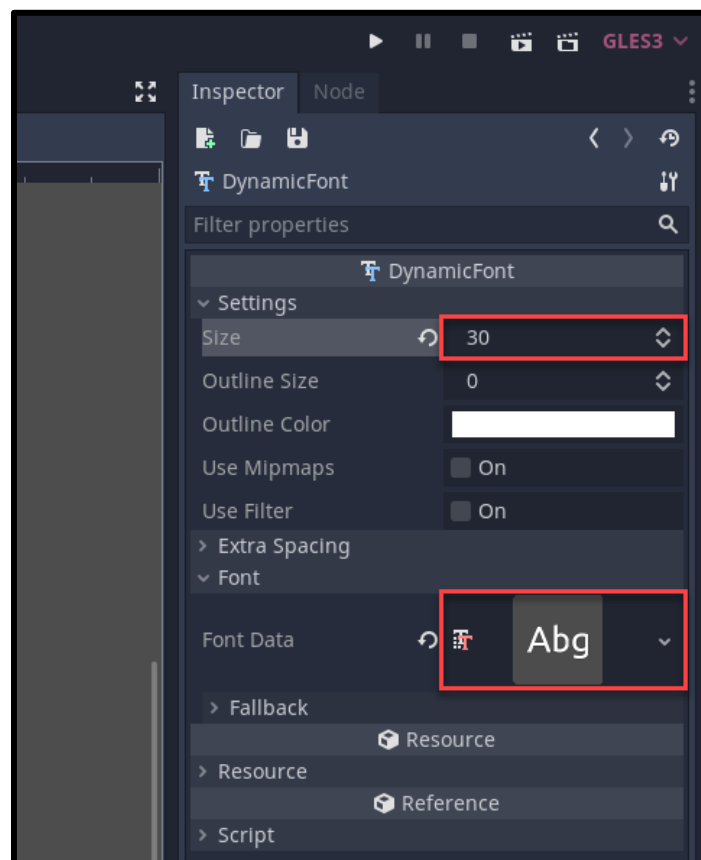 GLES3
Inspector Node
DynamicFont
Filter properties
DynamicFont
Settings
Size 30
Outline Size 0
Outline Color
Use Mipmaps On
Use Filter On
Extra Spacing
Font
Font Data Abg
Fallback
Resource
Resource
Reference
Script